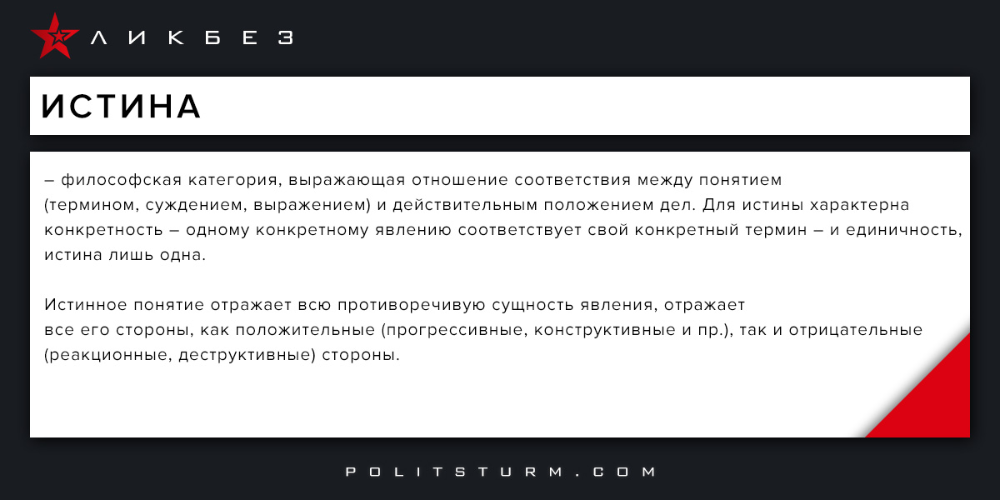 ЛИКБЕЗ
ИСТИНА
– философская категория, выражающая отношение соответствия между понятием
(термином, суждением, выражением) и действительным положением дел. Для истины характерна
конкретность – одному конкретному явлению соответствует свой конкретный термин – и единичность,
истина лишь одна.
Истинное понятие отражает всю противоречивую сущность явления, отражает
все его стороны, как положительные (прогрессивные, конструктивные и пр.), так и отрицательные
(реакционные, деструктивные) стороны.
POLITSTURM.COM